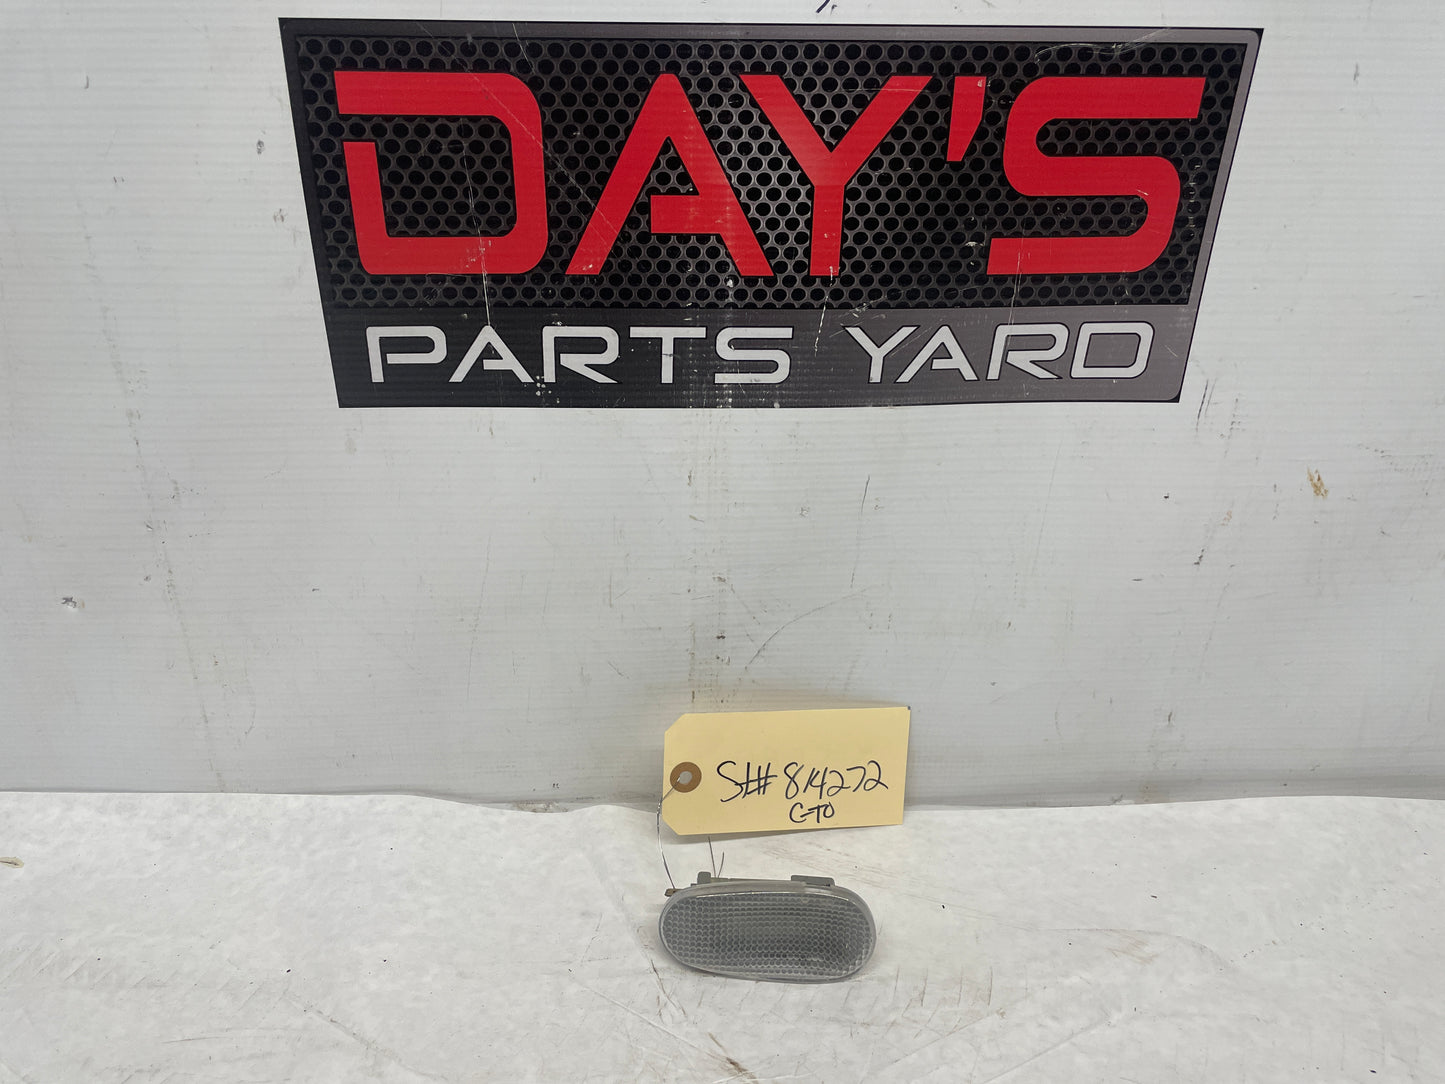 DAY'S
PARTS YARD
St# 814272
GTO